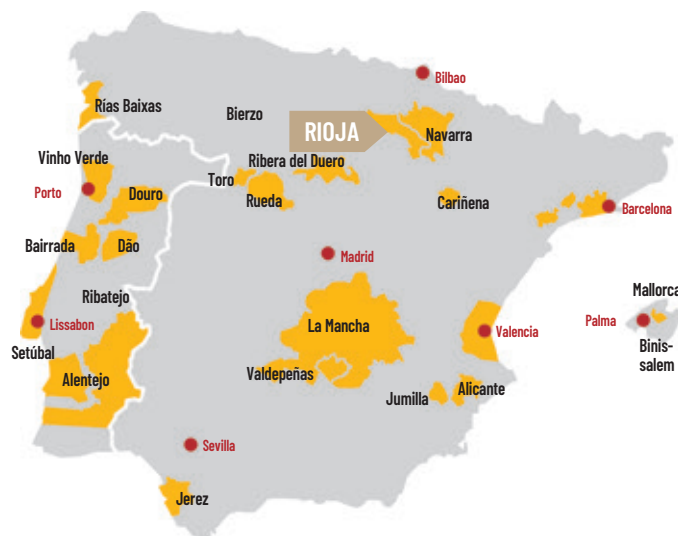 Bilbao
Rías Baixas
Bierzo
RIOJA
Navarra
Vinho Verde
Ribera del Duero
Toro
Porto
Douro
Rueda
Cariñena
Barcelona
Bairrada
Dão
Madrid
Mallorca
Ribatejo
Lissabon
La Mancha
Valencia
Palma
Setúbal
Binis-
salem
Alentejo
Valdepeñas
Jumilla
Alicante
Sevilla
Jerez